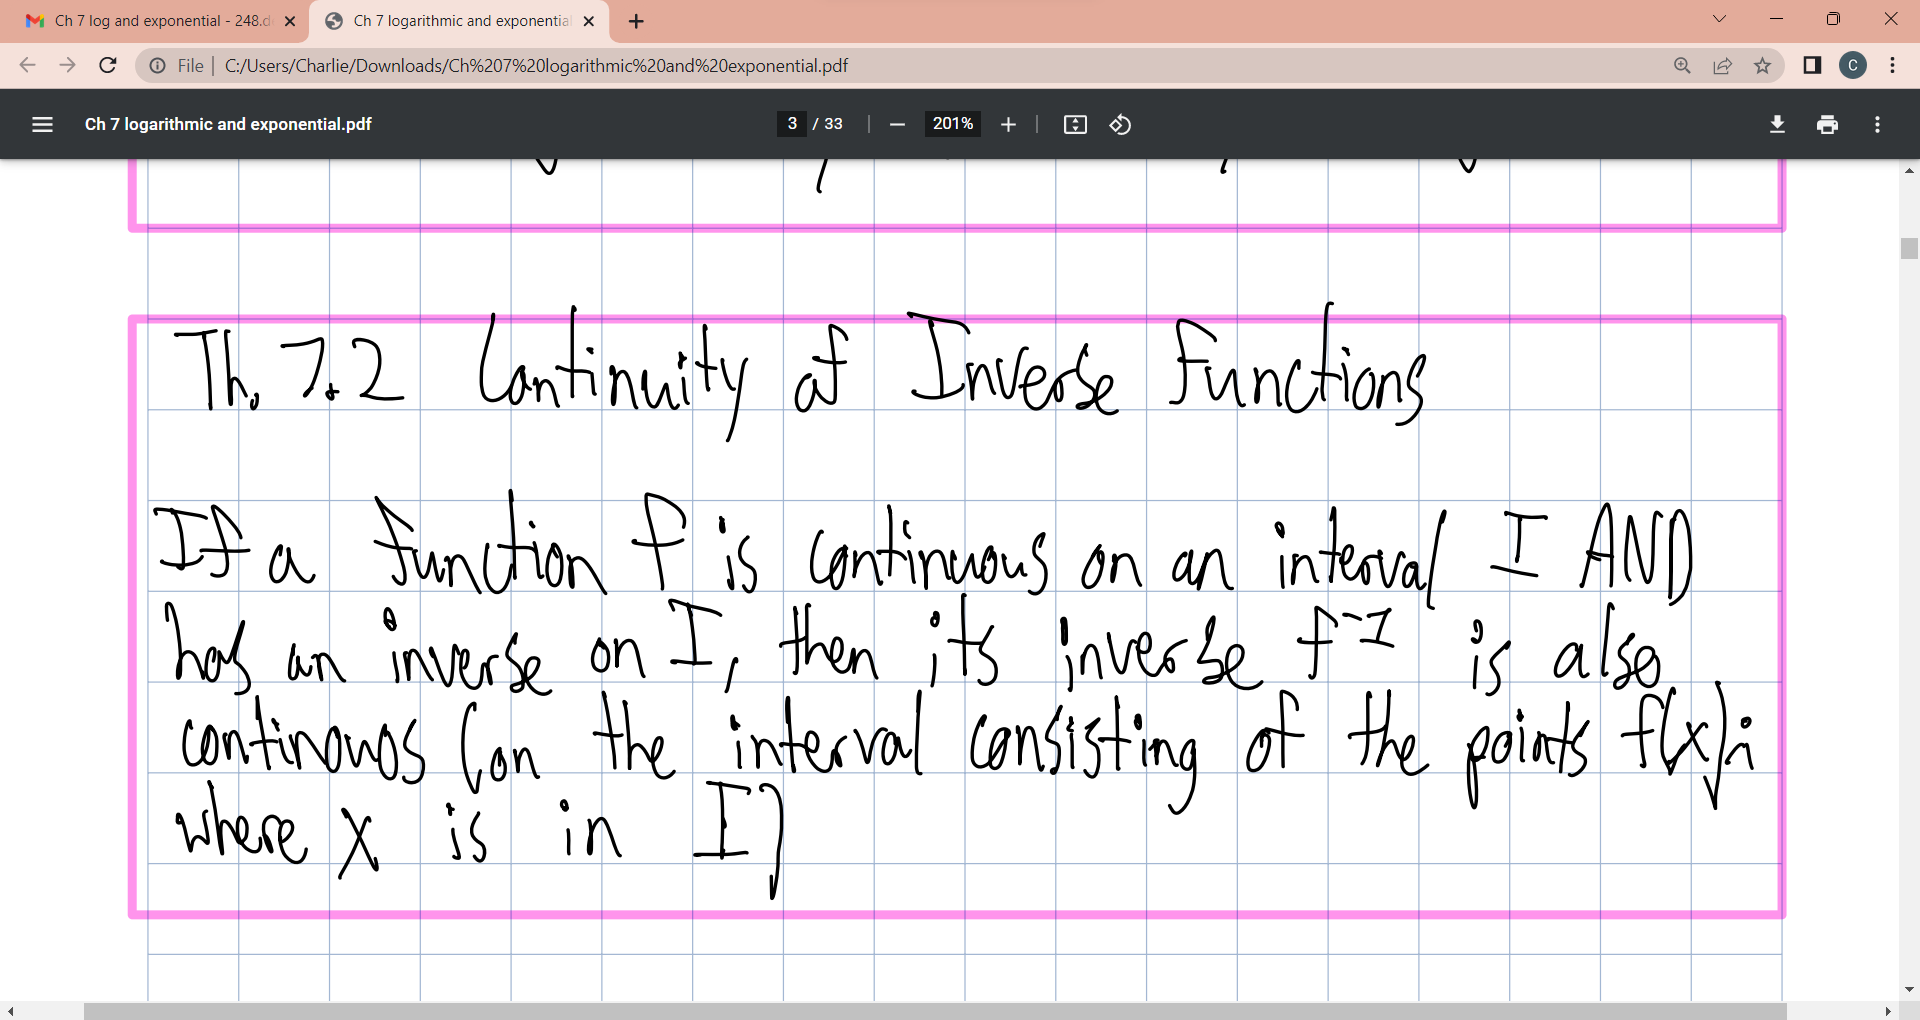 Ch 7 log and exponential - 248.d
Ch 7 logarithmic and exponentia
File | C:/Users/Charlie/Downloads/Ch%207%20logarithmic%20and%20exponential.pdf
C
Ch 7 logarithmic and exponential.pdf
3 / 33
201%
Th. 7.2 Continuity of Inverse Functions
If a function f is continuous on an interval I AND
has an inverse on I, then its inverse f⁻¹ is also
continouos (on the interval consisting of the points f(x),
where x is in I)